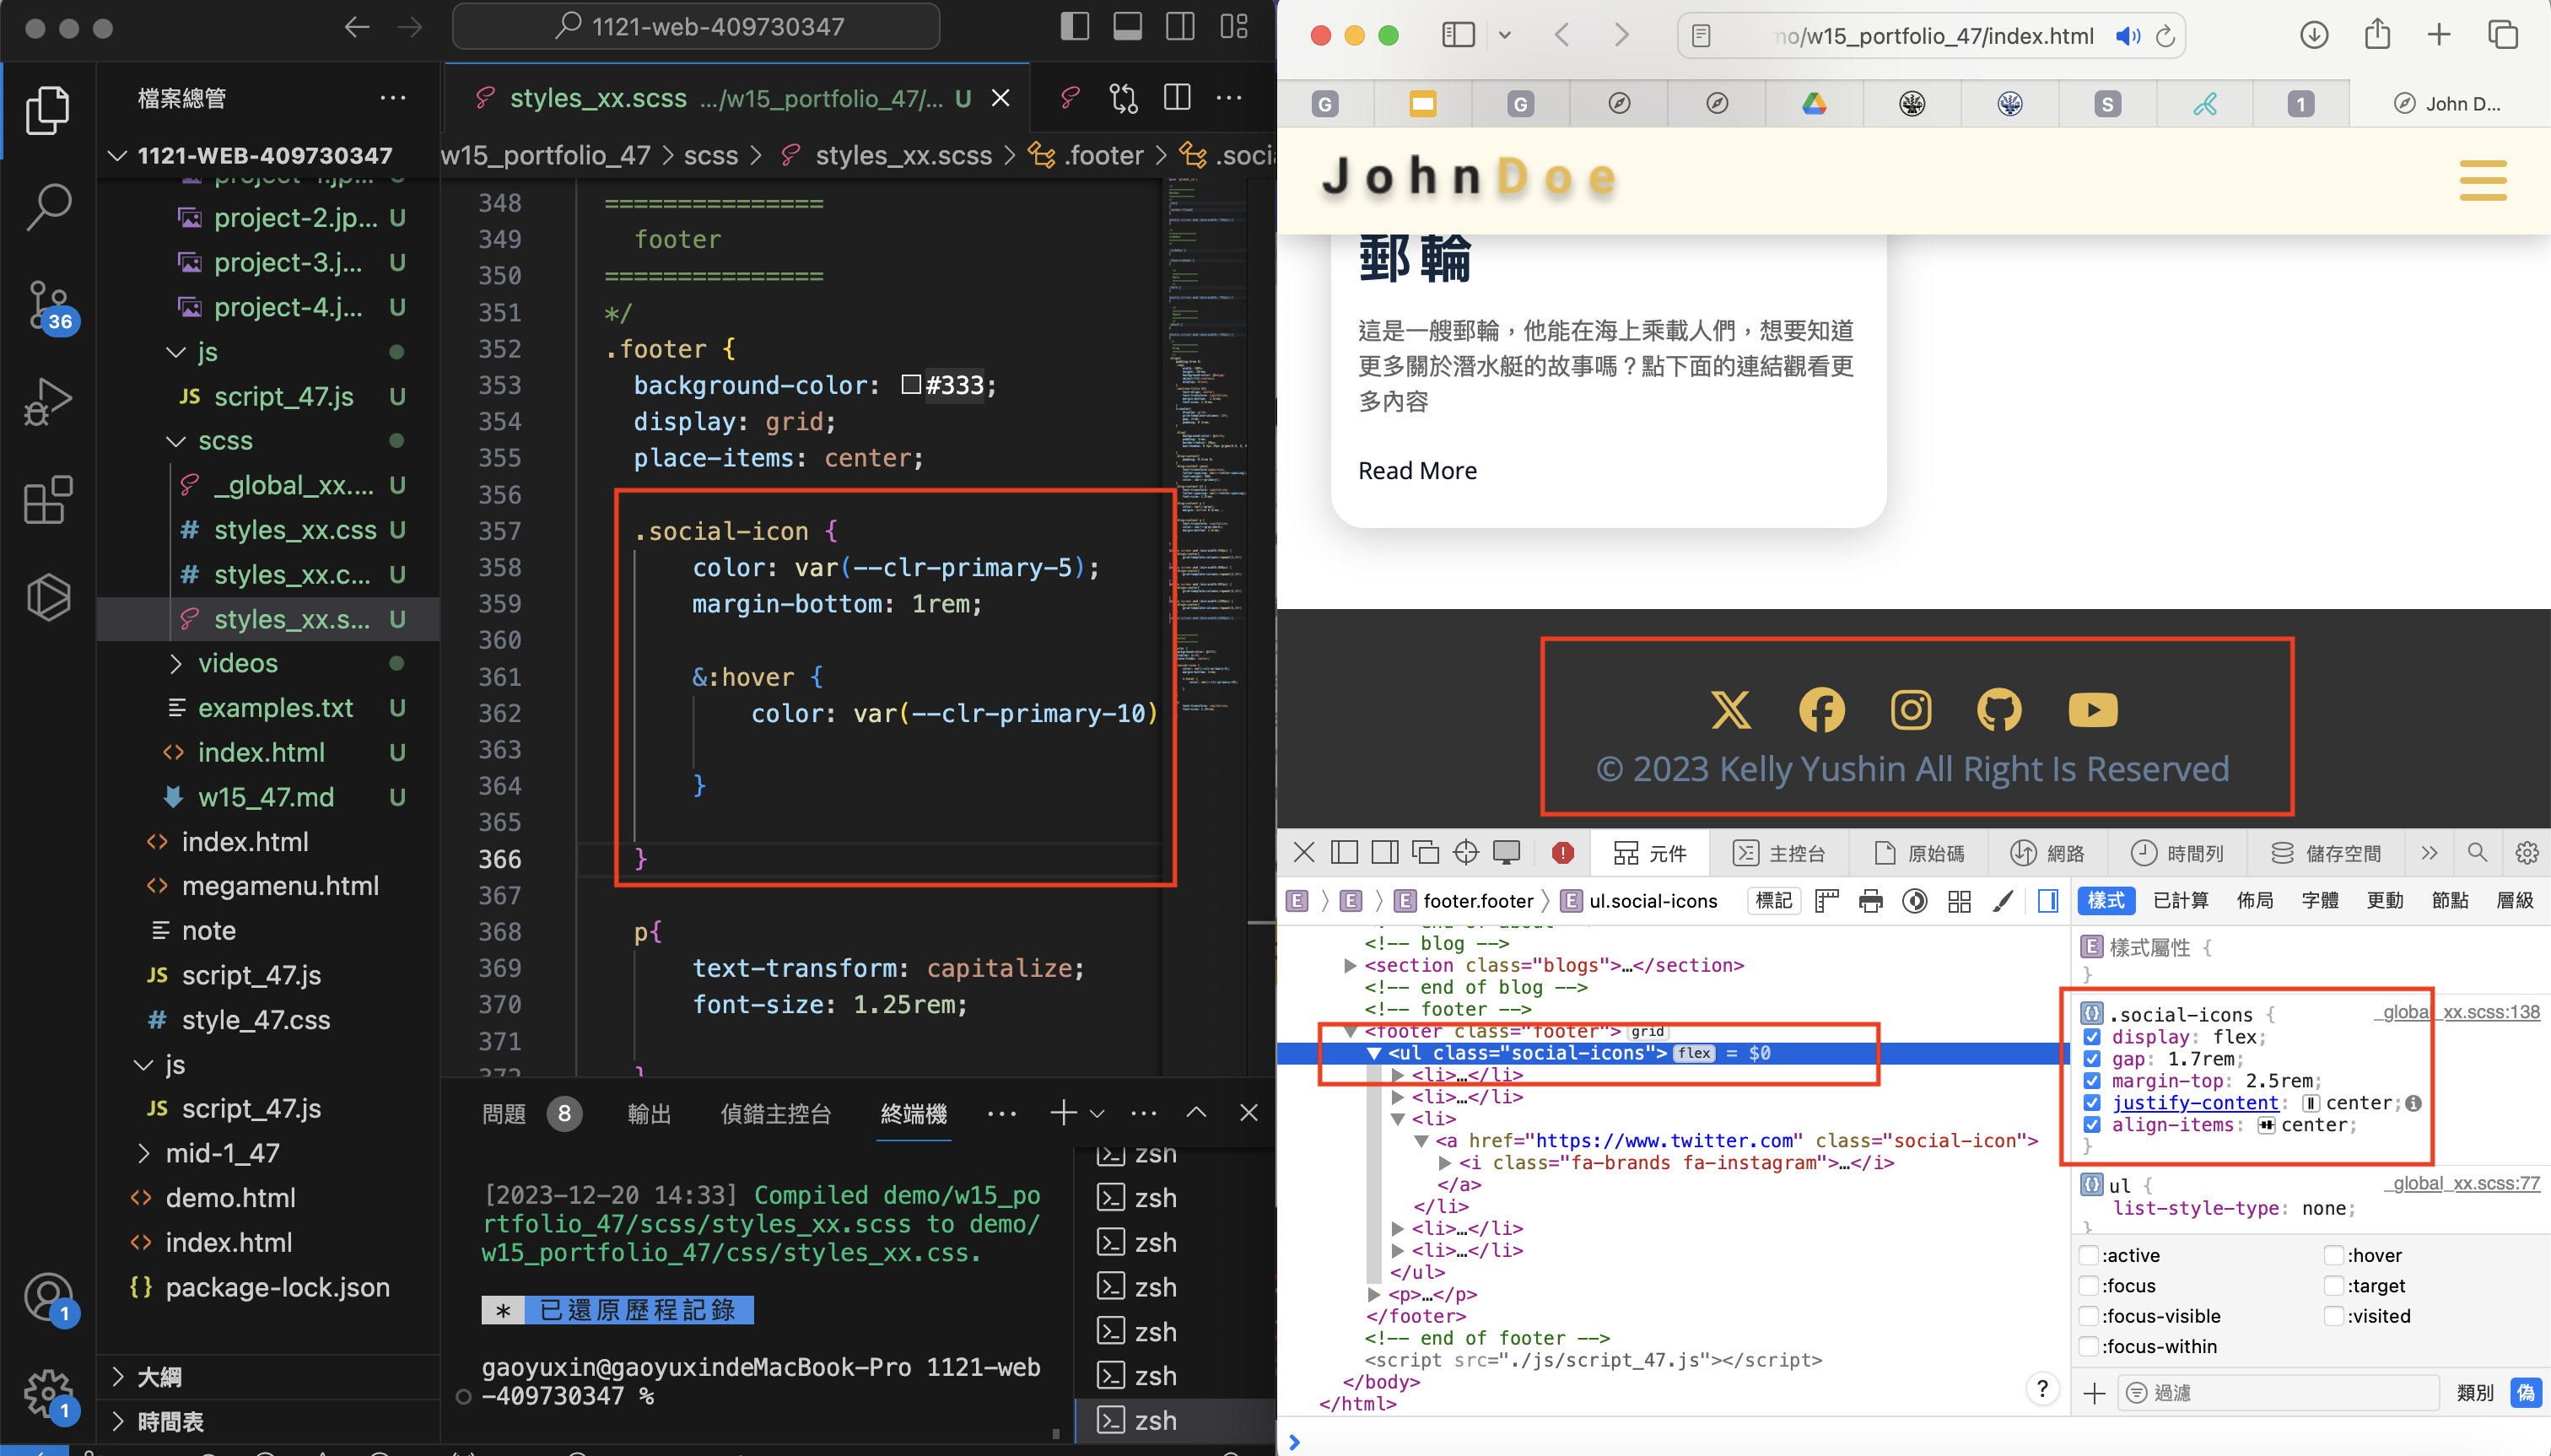 1121-web-409730347
檔案總管
1121-WEB-409730347
project-2.jp... U
project-3.j... U
project-4.j... U
js
JS script_47.js U
scss
_global_xx.... U
# styles_xx.css U
# styles_xx.c... U
styles_xx.s... U
videos
examples.txt U
index.html U
w15_47.md U
index.html
megamenu.html
note
JS script_47.js
# style_47.css
js
JS script_47.js
mid-1_47
demo.html
index.html
{} package-lock.json
大綱
時間表
36
1
1
styles_xx.scss .../w15_portfolio_47/... U
w15_portfolio_47 > scss > styles_xx.scss > .footer > .soci
348 ===============
349 footer
350 ===============
351 */
352 .footer {
353 background-color: #333;
354 display: grid;
355 place-items: center;
356
357 .social-icon {
358 color: var(--clr-primary-5);
359 margin-bottom: 1rem;
360
361 &:hover {
362 color: var(--clr-primary-10)
363
364 }
365
366 }
367
368 p{
369 text-transform: capitalize;
370 font-size: 1.25rem;
371
372 }
問題 8 輸出 偵錯主控台 終端機
[2023-12-20 14:33] Compiled demo/w15_po
rtfolio_47/scss/styles_xx.scss to demo/
w15_portfolio_47/css/styles_xx.css.
* 已還原歷程記錄
gaoyuxin@gaoyuxindeMacBook-Pro 1121-web
-409730347 %
zsh
zsh
zsh
zsh
zsh
zsh
zsh
no/w15_portfolio_47/index.html
G
G
S
1
John D...
JohnDoe
郵輪
這是一艘郵輪，他能在海上乘載人們，想要知道
更多關於潛水艇的故事嗎？點下面的連結觀看更
多內容
Read More
© 2023 Kelly Yushin All Right Is Reserved
元件 主控台 原始碼 網路 時間列 儲存空間
E E E footer.footer E ul.social-icons 標記
樣式 已計算 佈局 字體 更動 節點 層級
<!-- end of about
<!-- blog -->
<section class="blogs">…</section>
<!-- end of blog -->
<!-- footer -->
<footer class="footer"> grid
<ul class="social-icons"> flex = $0
<li>…</li>
<li>…</li>
<li>
<a href="https://www.twitter.com" class="social-icon">
<i class="fa-brands fa-instagram">…</i>
</a>
</li>
<li>…</li>
<li>…</li>
</ul>
<p>…</p>
</footer>
<!-- end of footer -->
<script src="./js/script_47.js"></script>
</body>
</html>
E 樣式屬性 {
}
.social-icons { _global_xx.scss:138
display: flex;
gap: 1.7rem;
margin-top: 2.5rem;
justify-content: center;
align-items: center;
}
ul { _global_xx.scss:77
list-style-type: none;
}
:active :hover
:focus :target
:focus-visible :visited
:focus-within
過濾 類別 偽
?